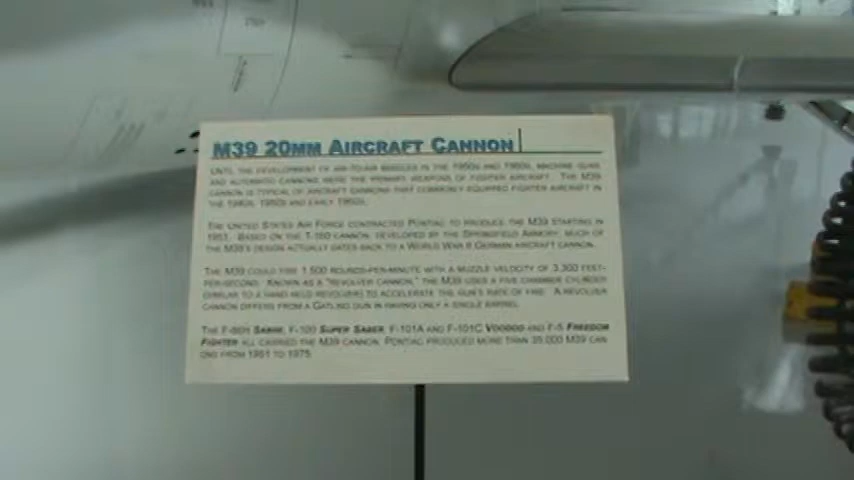 M39 20MM AIRCRAFT CANNON
UNTIL THE DEVELOPMENT OF AIR-TO-AIR MISSILES IN THE 1950S AND 1960S, MACHINE GUNS
AND AUTOMATED CANNONS WERE THE PRIMARY WEAPONS OF FIGHTER AIRCRAFT. THE M39
CANNON IS TYPICAL OF AIRCRAFT CANNONS THAT COMMONLY EQUIPPED FIGHTER AIRCRAFT IN
THE 1940S, 1950S AND EARLY 1960S.
THE UNITED STATES AIR FORCE CONTRACTED PONTIAC TO PRODUCE THE M39 STARTING IN
1951. BASED ON THE T-160 CANNON, DEVELOPED BY THE SPRINGFIELD ARMORY, MUCH OF
THE M39'S DESIGN ACTUALLY DATES BACK TO A WORLD WAR II GERMAN AIRCRAFT CANNON.
THE M39 COULD FIRE 1,500 ROUNDS-PER-MINUTE WITH A MUZZLE VELOCITY OF 3,300 FEET-
PER-SECOND. KNOWN AS A "REVOLVER CANNON," THE M39 USES A FIVE CHAMBER CYLINDER
(SIMILAR TO A HAND HELD REVOLVER) TO ACCELERATE THE GUN'S RATE OF FIRE. A REVOLVER
CANNON DIFFERS FROM A GATLING GUN IN HAVING ONLY A SINGLE BARREL.
THE F-86H SABRE, F-100 SUPER SABER, F-101A AND F-101C VOODOO AND F-5 FREEDOM
FIGHTER ALL CARRIED THE M39 CANNON. PONTIAC PRODUCED MORE THAN 35,000 M39 CAN
ONS FROM 1951 TO 1975.